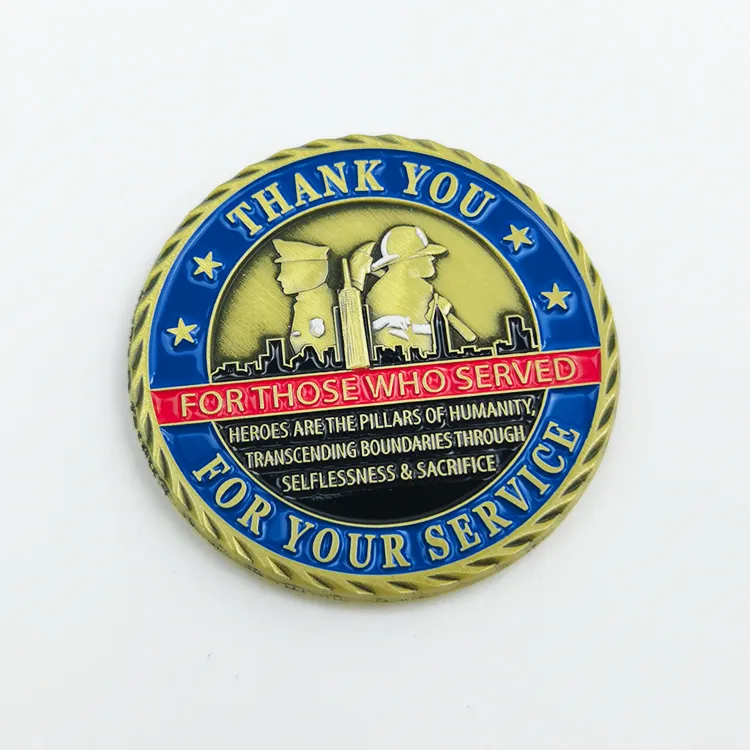 THANK YOU
FOR THOSE WHO SERVED
HEROES ARE THE PILLARS OF HUMANITY,
TRANSCENDING BOUNDARIES THROUGH
SELFLESSNESS & SACRIFICE
FOR YOUR SERVICE